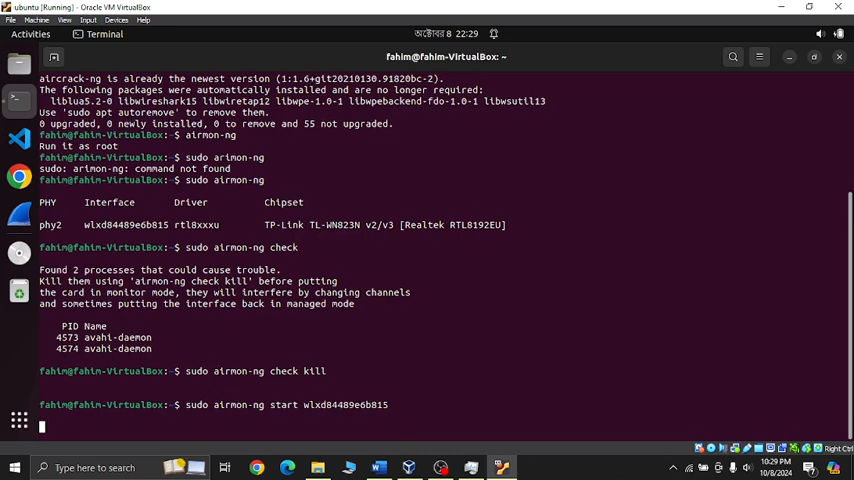 ubuntu [Running] - Oracle VM VirtualBox
File Machine View Input Devices Help
Activities Terminal অক্টোবর 8 22:29
fahim@fahim-VirtualBox: ~
aircrack-ng is already the newest version (1:1.6+git20210130.91820bc-2).
The following packages were automatically installed and are no longer required:
liblua5.2-0 libwireshark15 libwiretap12 libwpe-1.0-1 libwpebackend-fdo-1.0-1 libwsutil13
Use 'sudo apt autoremove' to remove them.
0 upgraded, 0 newly installed, 0 to remove and 55 not upgraded.
fahim@fahim-VirtualBox:~$ airmon-ng
Run it as root
fahim@fahim-VirtualBox:~$ sudo arimon-ng
sudo: arimon-ng: command not found
fahim@fahim-VirtualBox:~$ sudo airmon-ng
PHY Interface Driver Chipset
phy2 wlxd84489e6b815 rtl8xxxu TP-Link TL-WN823N v2/v3 [Realtek RTL8192EU]
fahim@fahim-VirtualBox:~$ sudo airmon-ng check
Found 2 processes that could cause trouble.
Kill them using 'airmon-ng check kill' before putting
the card in monitor mode, they will interfere by changing channels
and sometimes putting the interface back in managed mode
PID Name
4573 avahi-daemon
4574 avahi-daemon
fahim@fahim-VirtualBox:~$ sudo airmon-ng check kill
fahim@fahim-VirtualBox:~$ sudo airmon-ng start wlxd84489e6b815
Right Ctrl
Type here to search
10:29 PM
10/8/2024